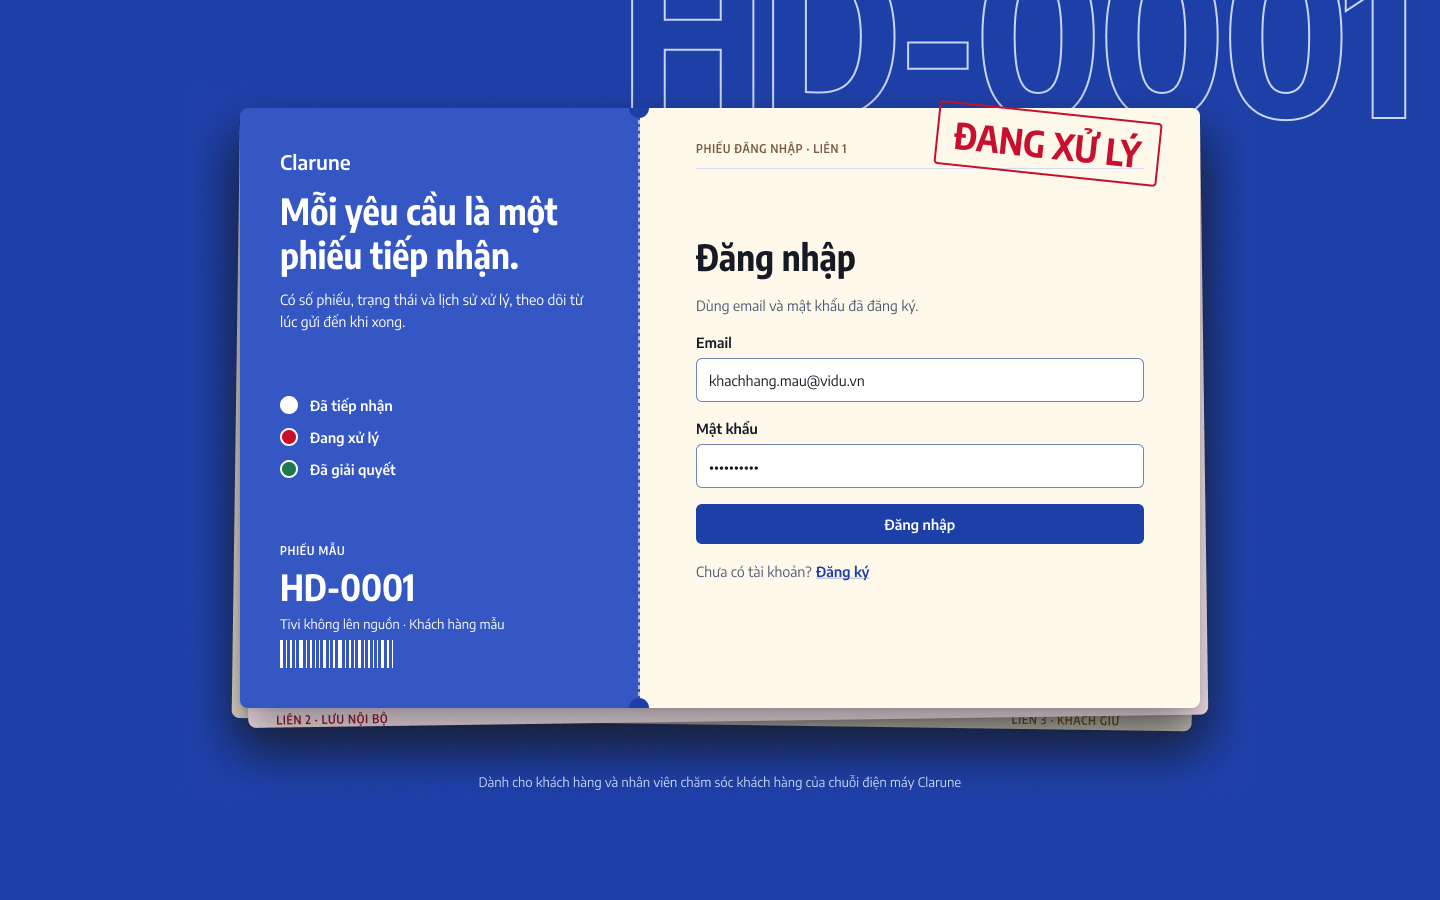 HD-0001
Clarune
Mỗi yêu cầu là một
phiếu tiếp nhận.
Có số phiếu, trạng thái và lịch sử xử lý, theo dõi từ
lúc gửi đến khi xong.
Đã tiếp nhận
Đang xử lý
Đã giải quyết
PHIẾU MẪU
HD-0001
Tivi không lên nguồn · Khách hàng mẫu
PHIẾU ĐĂNG NHẬP · LIÊN 1
ĐANG XỬ LÝ
Đăng nhập
Dùng email và mật khẩu đã đăng ký.
Email
khachhang.mau@vidu.vn
Mật khẩu
••••••••••
Đăng nhập
Chưa có tài khoản? Đăng ký
LIÊN 2 · LƯU NỘI BỘ
LIÊN 3 · KHÁCH GIỮ
Dành cho khách hàng và nhân viên chăm sóc khách hàng của chuỗi điện máy Clarune